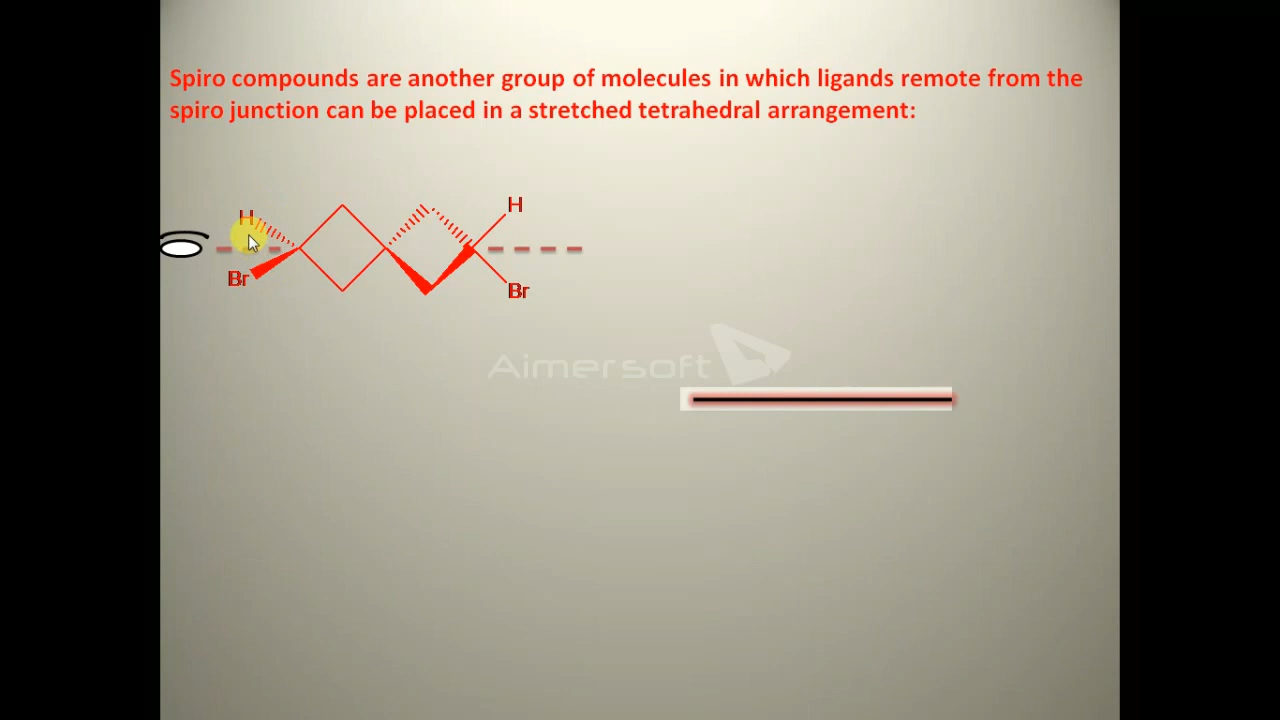 Spiro compounds are another group of molecules in which ligands remote from the
spiro junction can be placed in a stretched tetrahedral arrangement:
H
H
Br
Br
Aimersoft